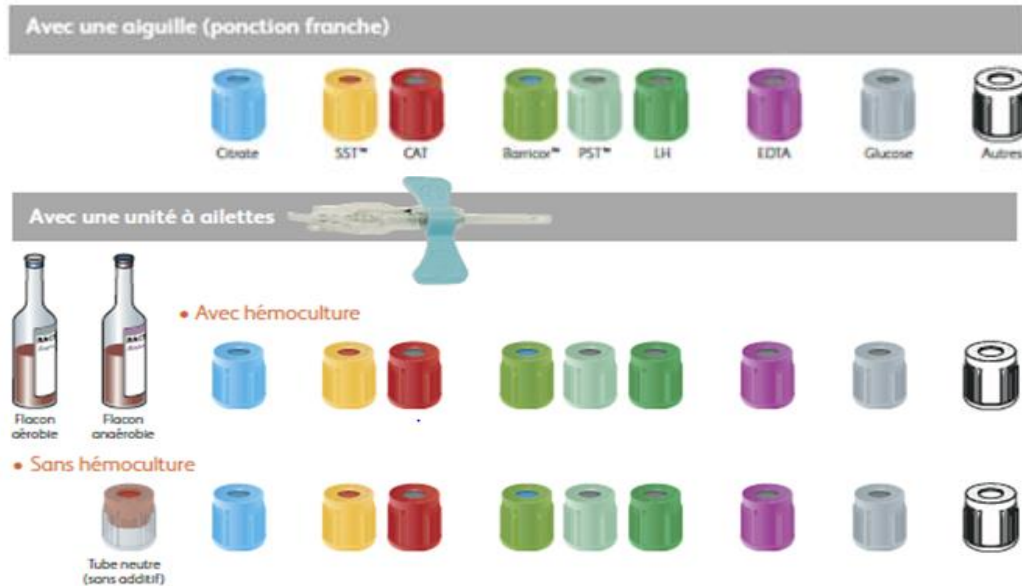 Avec une aiguille (ponction franche)
Citrate SST™ CAT Barricor™ PST™ LH EDTA Glucose Autres
Avec une unité à ailettes
• Avec hémoculture
Flacon aérobie
Flacon anaérobie
• Sans hémoculture
Tube neutre
(sans additif)